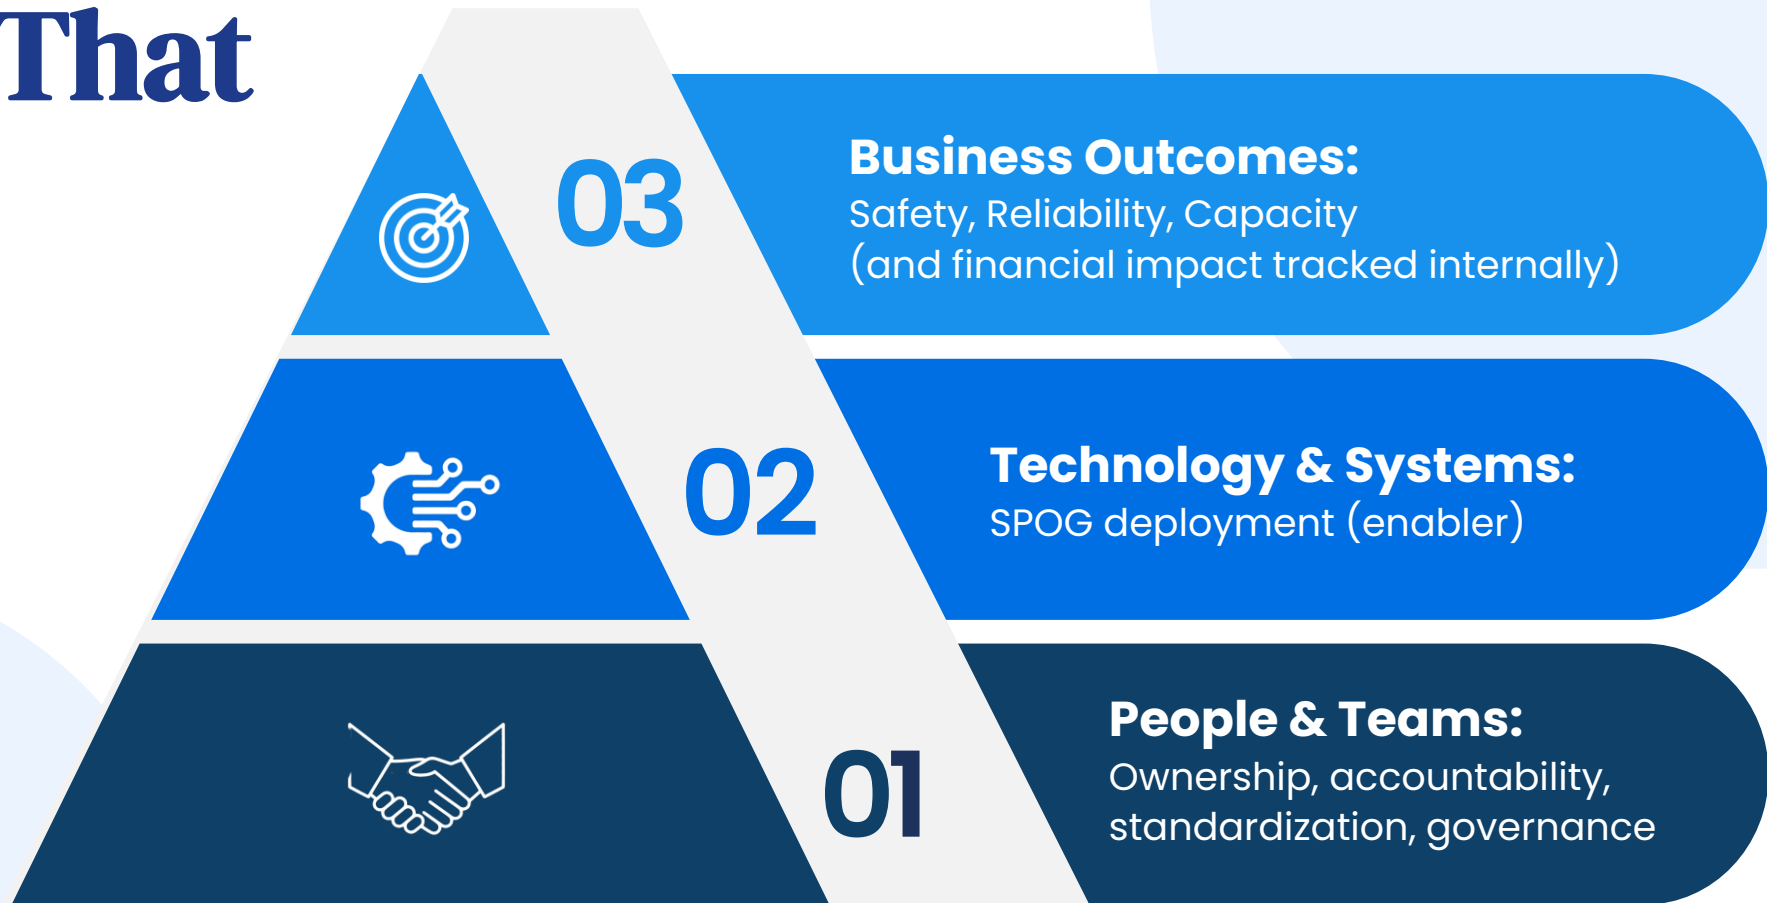 That
03
Business Outcomes:
Safety, Reliability, Capacity
(and financial impact tracked internally)
02
Technology & Systems:
SPOG deployment (enabler)
01
People & Teams:
Ownership, accountability,
standardization, governance